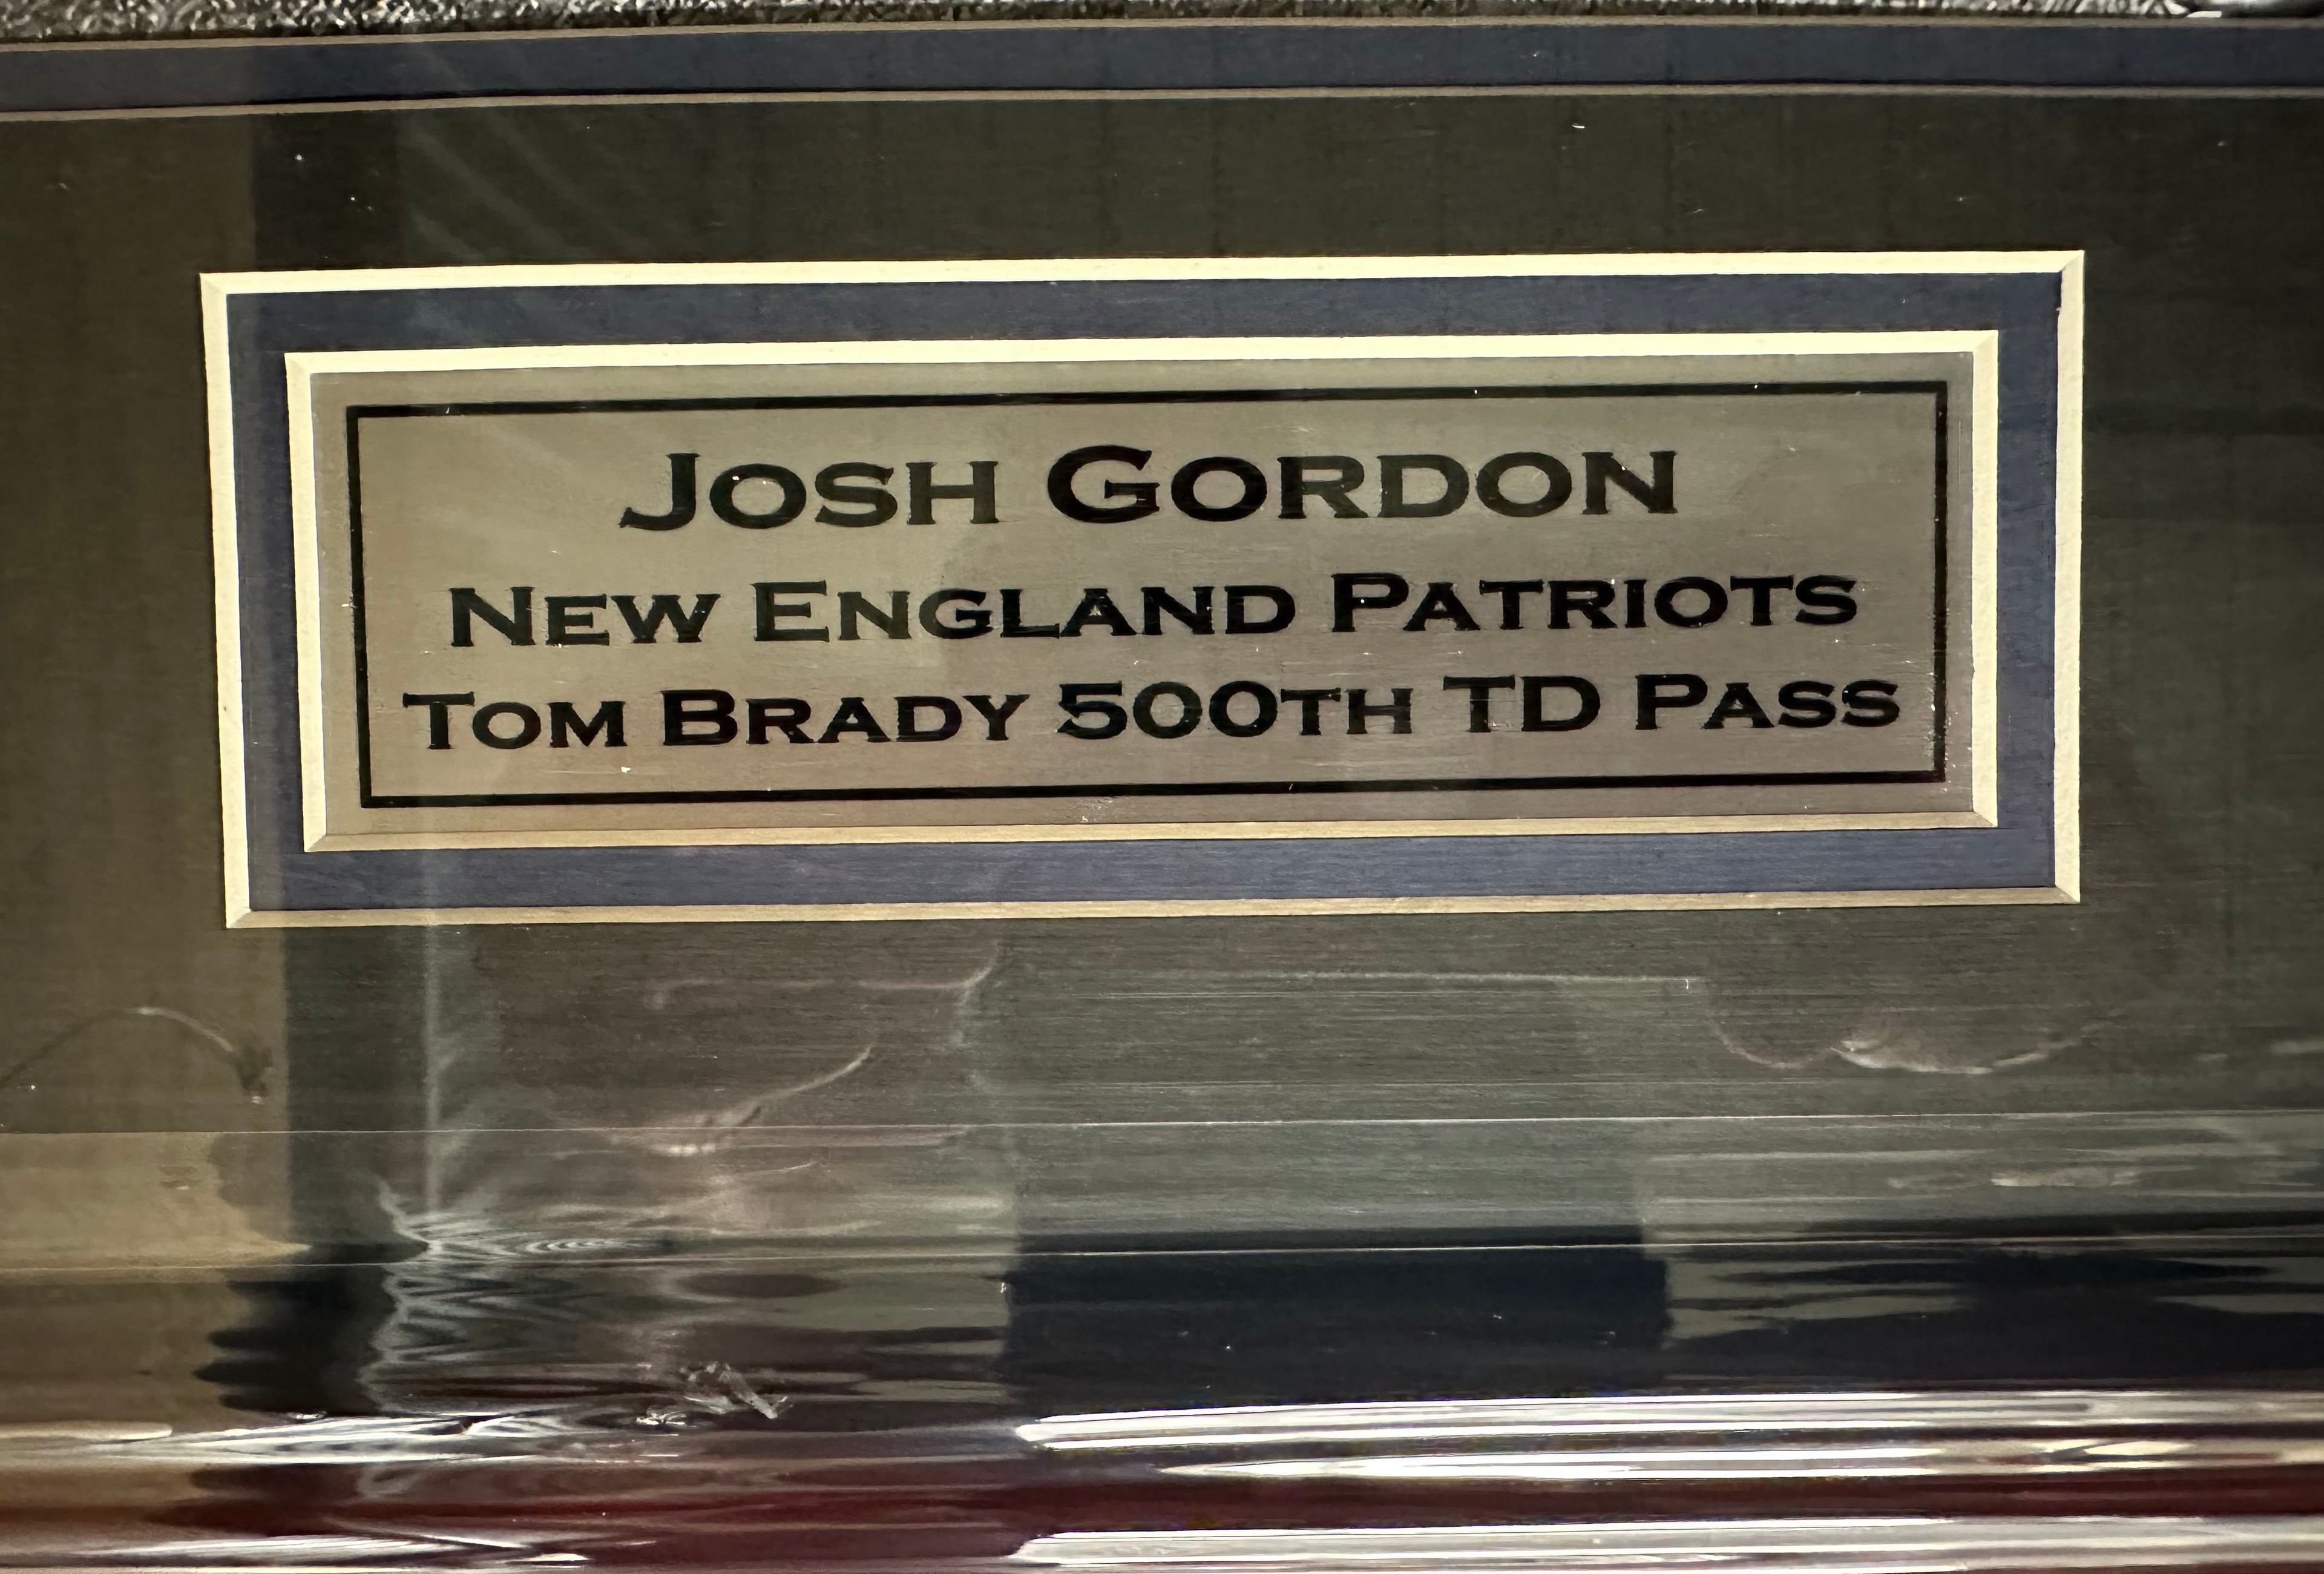 Josh Gordon
New England Patriots
Tom Brady 500th TD Pass